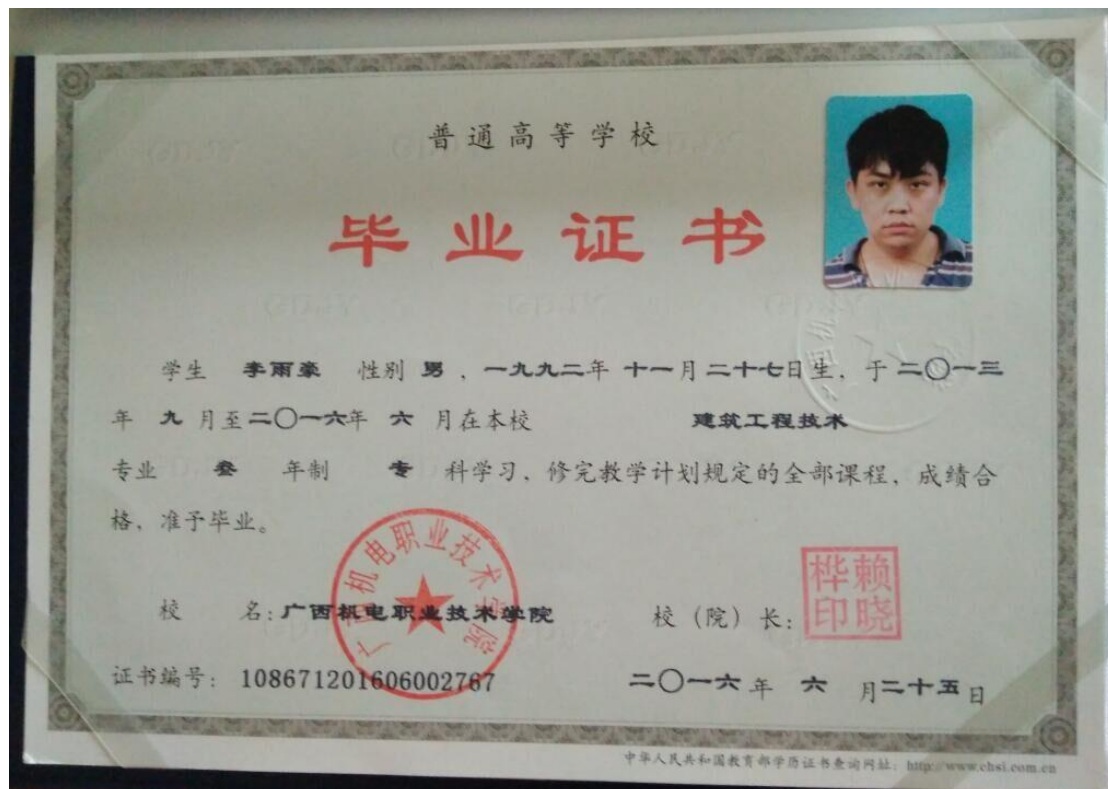 普通高等学校
毕业证书
学生 李雨豪 性别 男 ，一九九二年 十一月 二十七日生，于 二〇一三
年 九 月至二〇一六年 六 月在本校 建筑工程技术
专业 叁 年制 专 科学习，修完教学计划规定的全部课程，成绩合
格，准予毕业。
广西机电职业技术学院
校 名：广西机电职业技术学院 校（院）长：
赖晓桦印
证书编号： 108671201606002767 二〇一六年 六 月二十五日
中华人民共和国教育部学历证书查询网址：http://www.chsi.com.cn